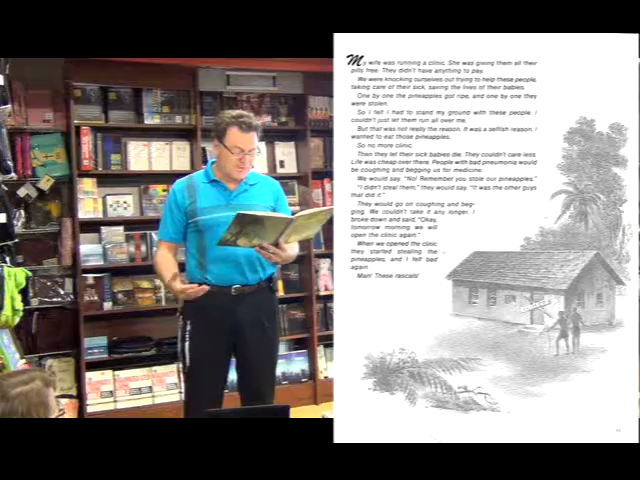 My wife was running a clinic. She was giving them all their
pills free. They didn't have anything to pay.
We were knocking ourselves out trying to help these people,
taking care of their sick, saving the lives of their babies.
One by one the pineapples got ripe, and one by one they
were stolen.
So I felt I had to stand my ground with these people. I
couldn't just let them run all over me.
But that was not really the reason. It was a selfish reason. I
wanted to eat those pineapples.
So no more clinic.
Then they let their sick babies die. They couldn't care less.
Life was cheap over there. People with bad pneumonia would
be coughing and begging us for medicine.
We would say, "No! Remember you stole our pineapples."
"I didn't steal them," they would say. "It was the other guys
that did it."
They would go on coughing and beg-
ging. We couldn't take it any longer. I
broke down and said, "Okay,
tomorrow morning we will
open the clinic again."
When we opened the clinic
they started stealing the
pineapples, and I felt bad
again.
Man! These rascals!